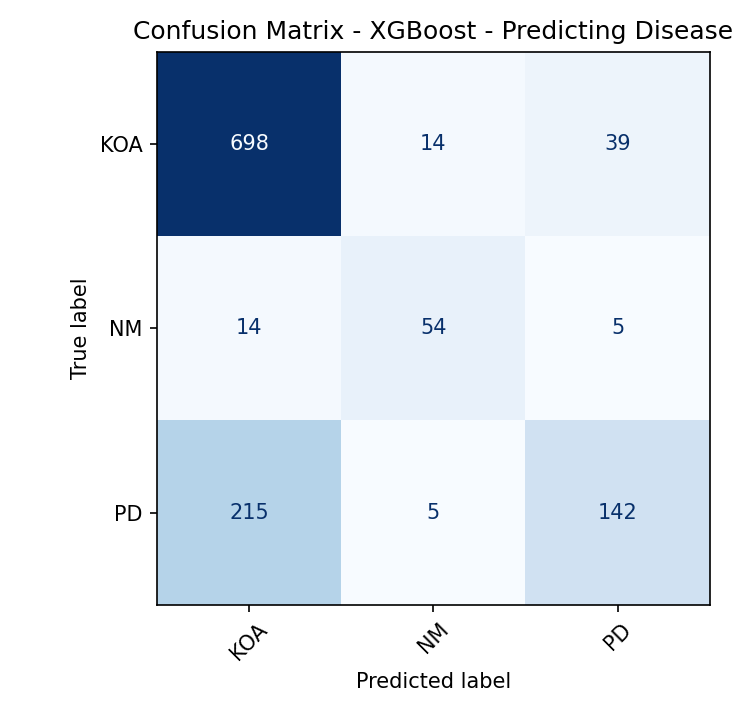 Confusion Matrix - XGBoost - Predicting Disease
KOA 698 14 39
NM 14 54 5
PD 215 5 142
True label
KOA NM PD
Predicted label